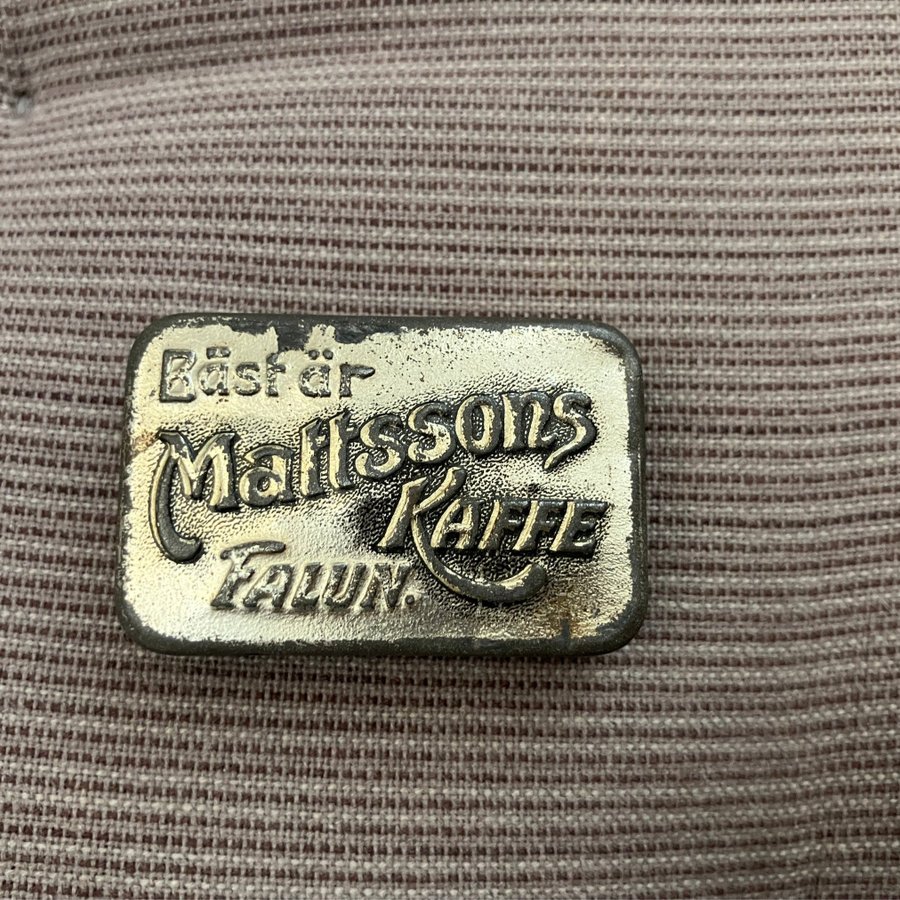 Bäst är
Mattssons
KAFFE
FALUN.